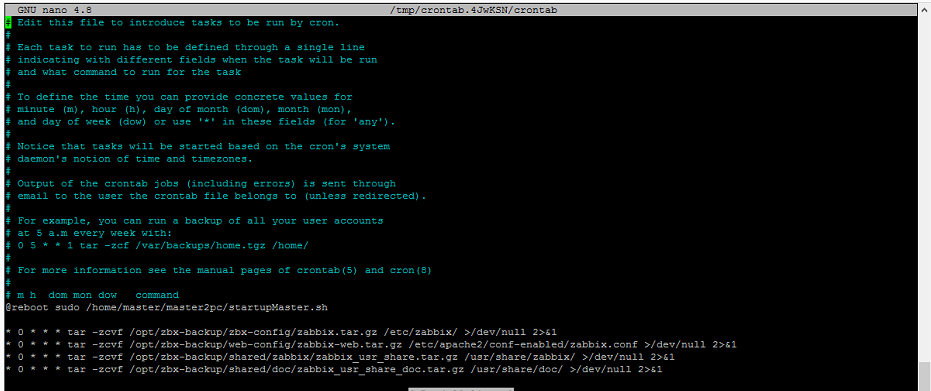 GNU nano 4.8 /tmp/crontab.4JwKSN/crontab
# Edit this file to introduce tasks to be run by cron.
#
# Each task to run has to be defined through a single line
# indicating with different fields when the task will be run
# and what command to run for the task
#
# To define the time you can provide concrete values for
# minute (m), hour (h), day of month (dom), month (mon),
# and day of week (dow) or use '*' in these fields (for 'any').
#
# Notice that tasks will be started based on the cron's system
# daemon's notion of time and timezones.
#
# Output of the crontab jobs (including errors) is sent through
# email to the user the crontab file belongs to (unless redirected).
#
# For example, you can run a backup of all your user accounts
# at 5 a.m every week with:
# 0 5 * * 1 tar -zcf /var/backups/home.tgz /home/
#
# For more information see the manual pages of crontab(5) and cron(8)
#
# m h  dom mon dow   command
@reboot sudo /home/master/master2pc/startupMaster.sh
* 0 * * * tar -zcvf /opt/zbx-backup/zbx-config/zabbix.tar.gz /etc/zabbix/ >/dev/null 2>&1
* 0 * * * tar -zcvf /opt/zbx-backup/web-config/zabbix-web.tar.gz /etc/apache2/conf-enabled/zabbix.conf >/dev/null 2>&1
* 0 * * * tar -zcvf /opt/zbx-backup/shared/zabbix/zabbix_usr_share.tar.gz /usr/share/zabbix/ >/dev/null 2>&1
* 0 * * * tar -zcvf /opt/zbx-backup/shared/doc/zabbix_usr_share_doc.tar.gz /usr/share/doc/ >/dev/null 2>&1